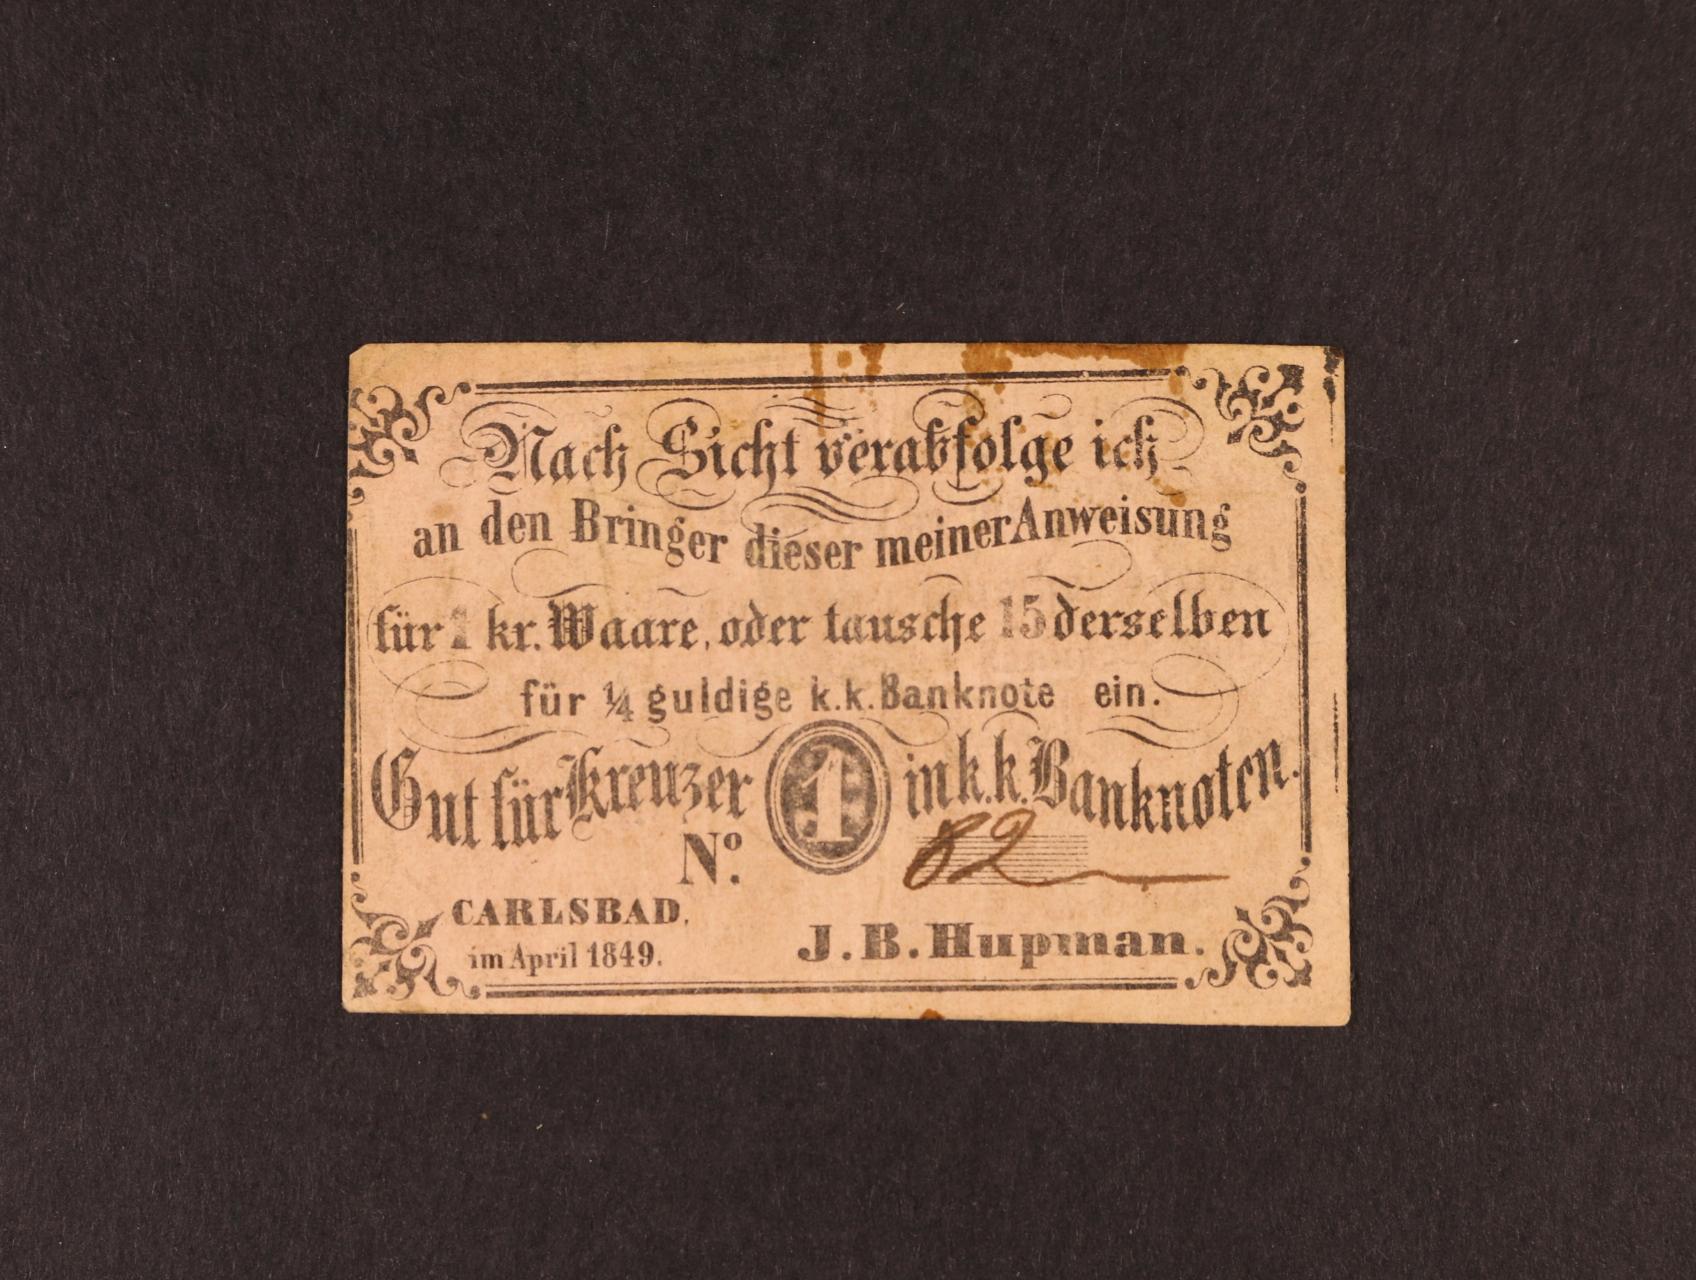 Nach Sicht verabfolge ich
an den Bringer dieser meiner Anweisung
für 1 kr. Waare, oder tausche 15 derselben
für ¼ guldige k.k. Banknote ein.
Gut für Kreuzer 1 in k.k. Banknoten.
No. 82
CARLSBAD,
im April 1849.
J. B. Hupman.